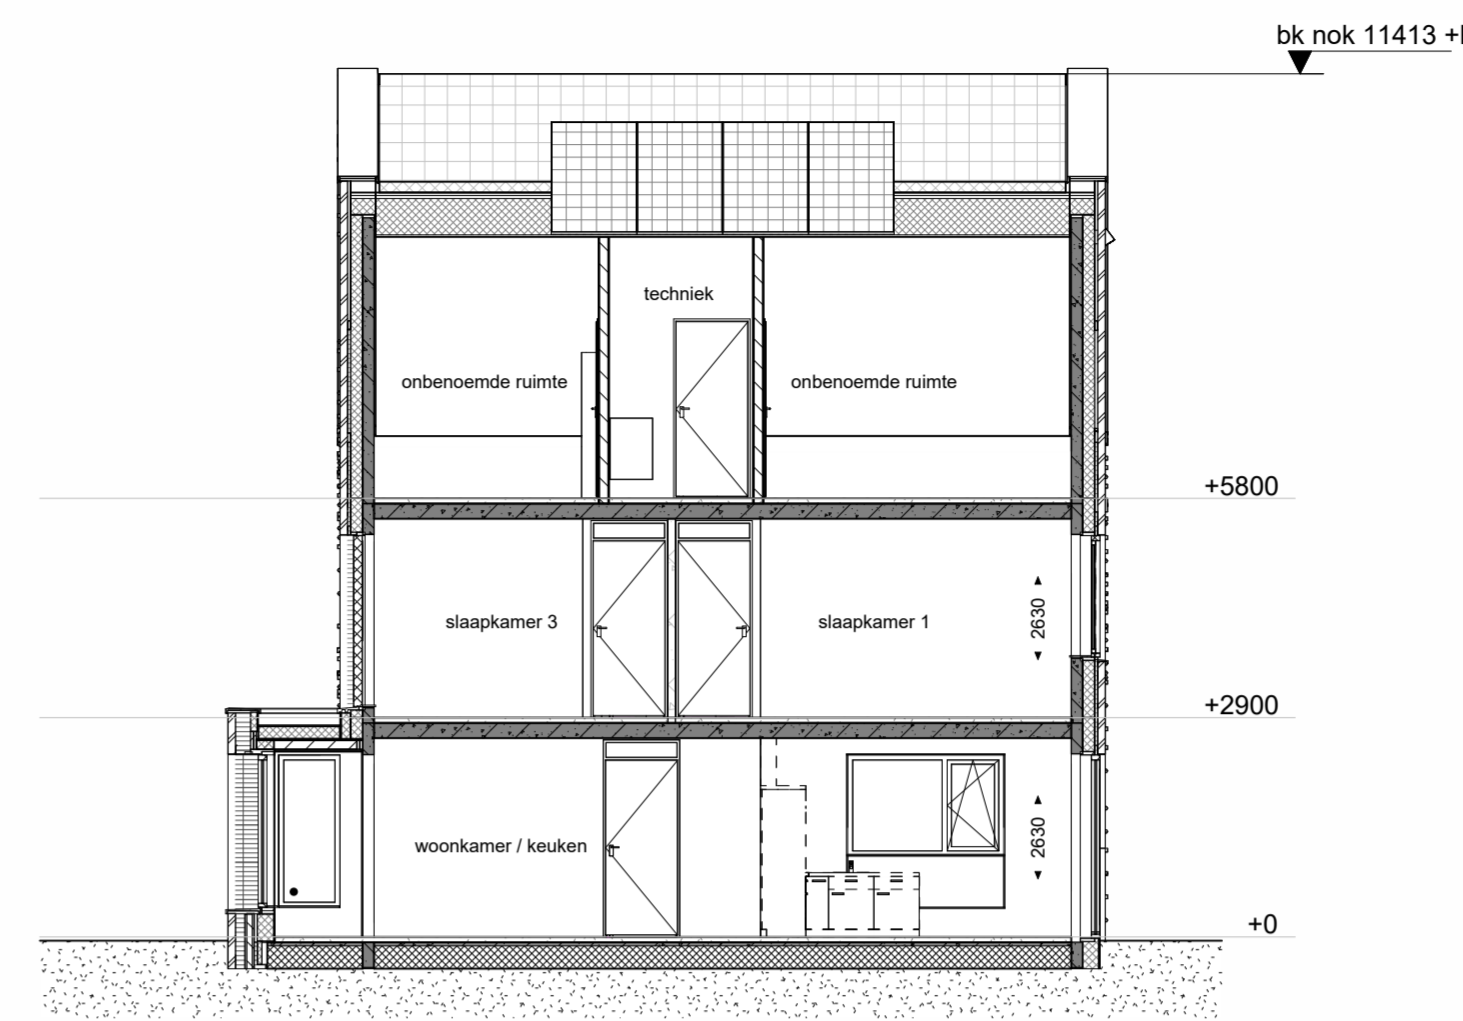 bk nok 11413 +
techniek
onbenoemde ruimte
onbenoemde ruimte
+5800
slaapkamer 3
slaapkamer 1
2630
+2900
woonkamer / keuken
2630
+0